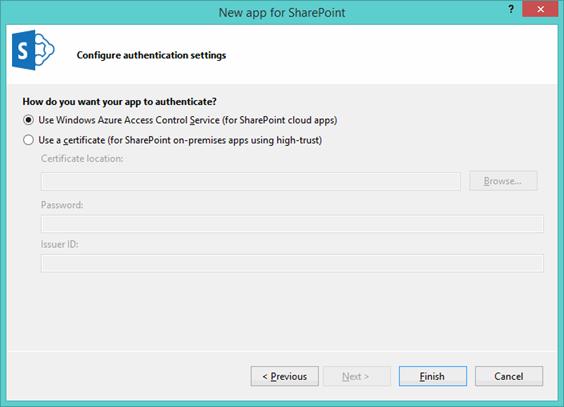 New app for SharePoint
?
S
Configure authentication settings
How do you want your app to authenticate?
Use Windows Azure Access Control Service (for SharePoint cloud apps)
Use a certificate (for SharePoint on-premises apps using high-trust)
Certificate location:
Browse...
Password:
Issuer ID:
< Previous
Next >
Finish
Cancel